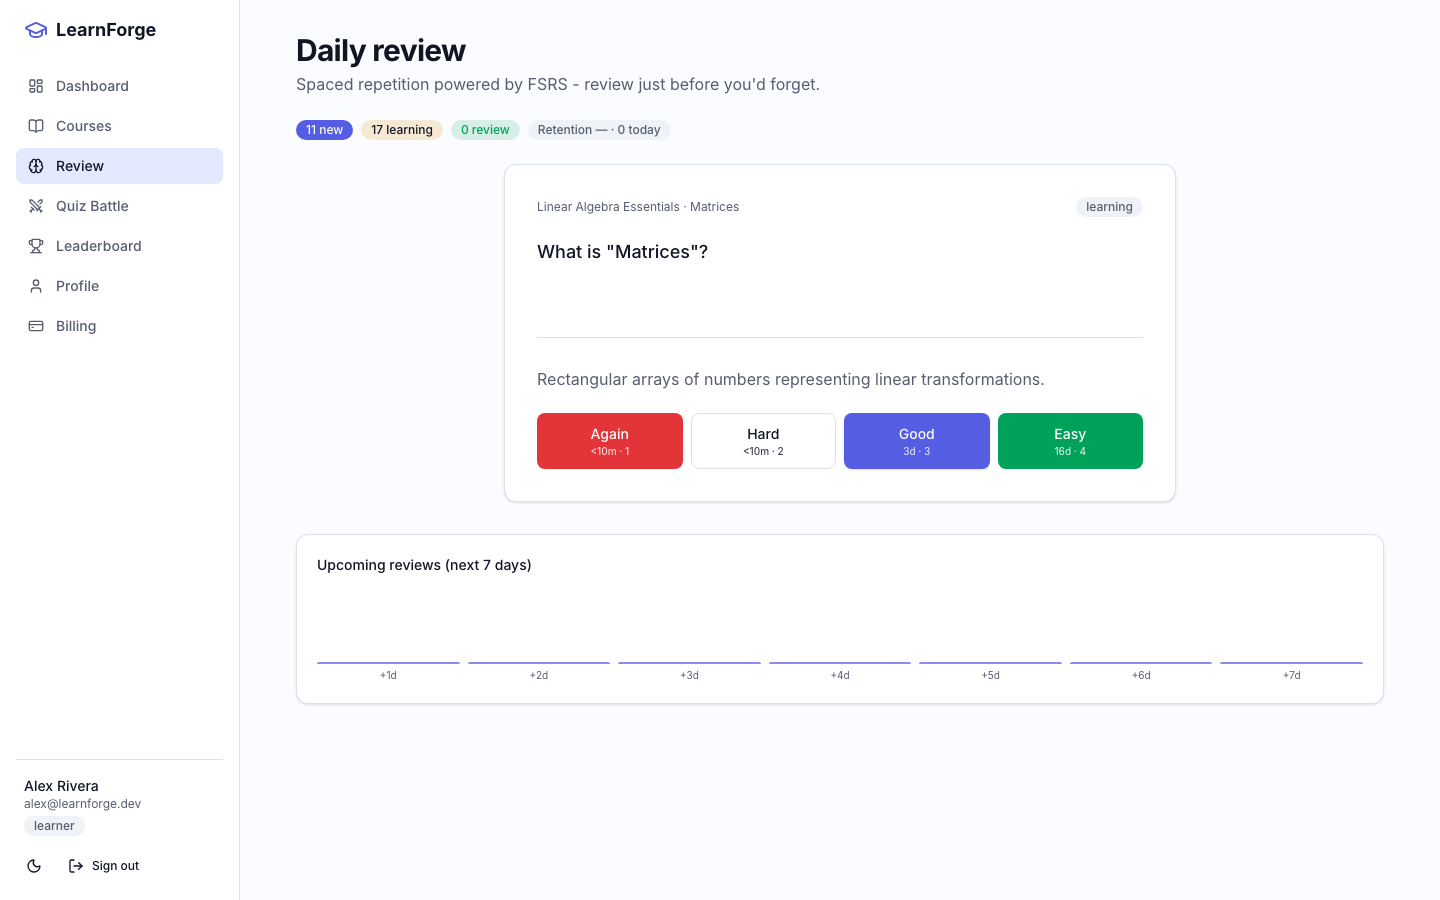 LearnForge
Dashboard
Courses
Review
Quiz Battle
Leaderboard
Profile
Billing
Alex Rivera
alex@learnforge.dev
learner
Sign out
Daily review
Spaced repetition powered by FSRS - review just before you'd forget.
11 new 17 learning 0 review Retention — · 0 today
Linear Algebra Essentials · Matrices learning
What is "Matrices"?
Rectangular arrays of numbers representing linear transformations.
Again Hard Good Easy
<10m · 1 <10m · 2 3d · 3 16d · 4
Upcoming reviews (next 7 days)
+1d +2d +3d +4d +5d +6d +7d